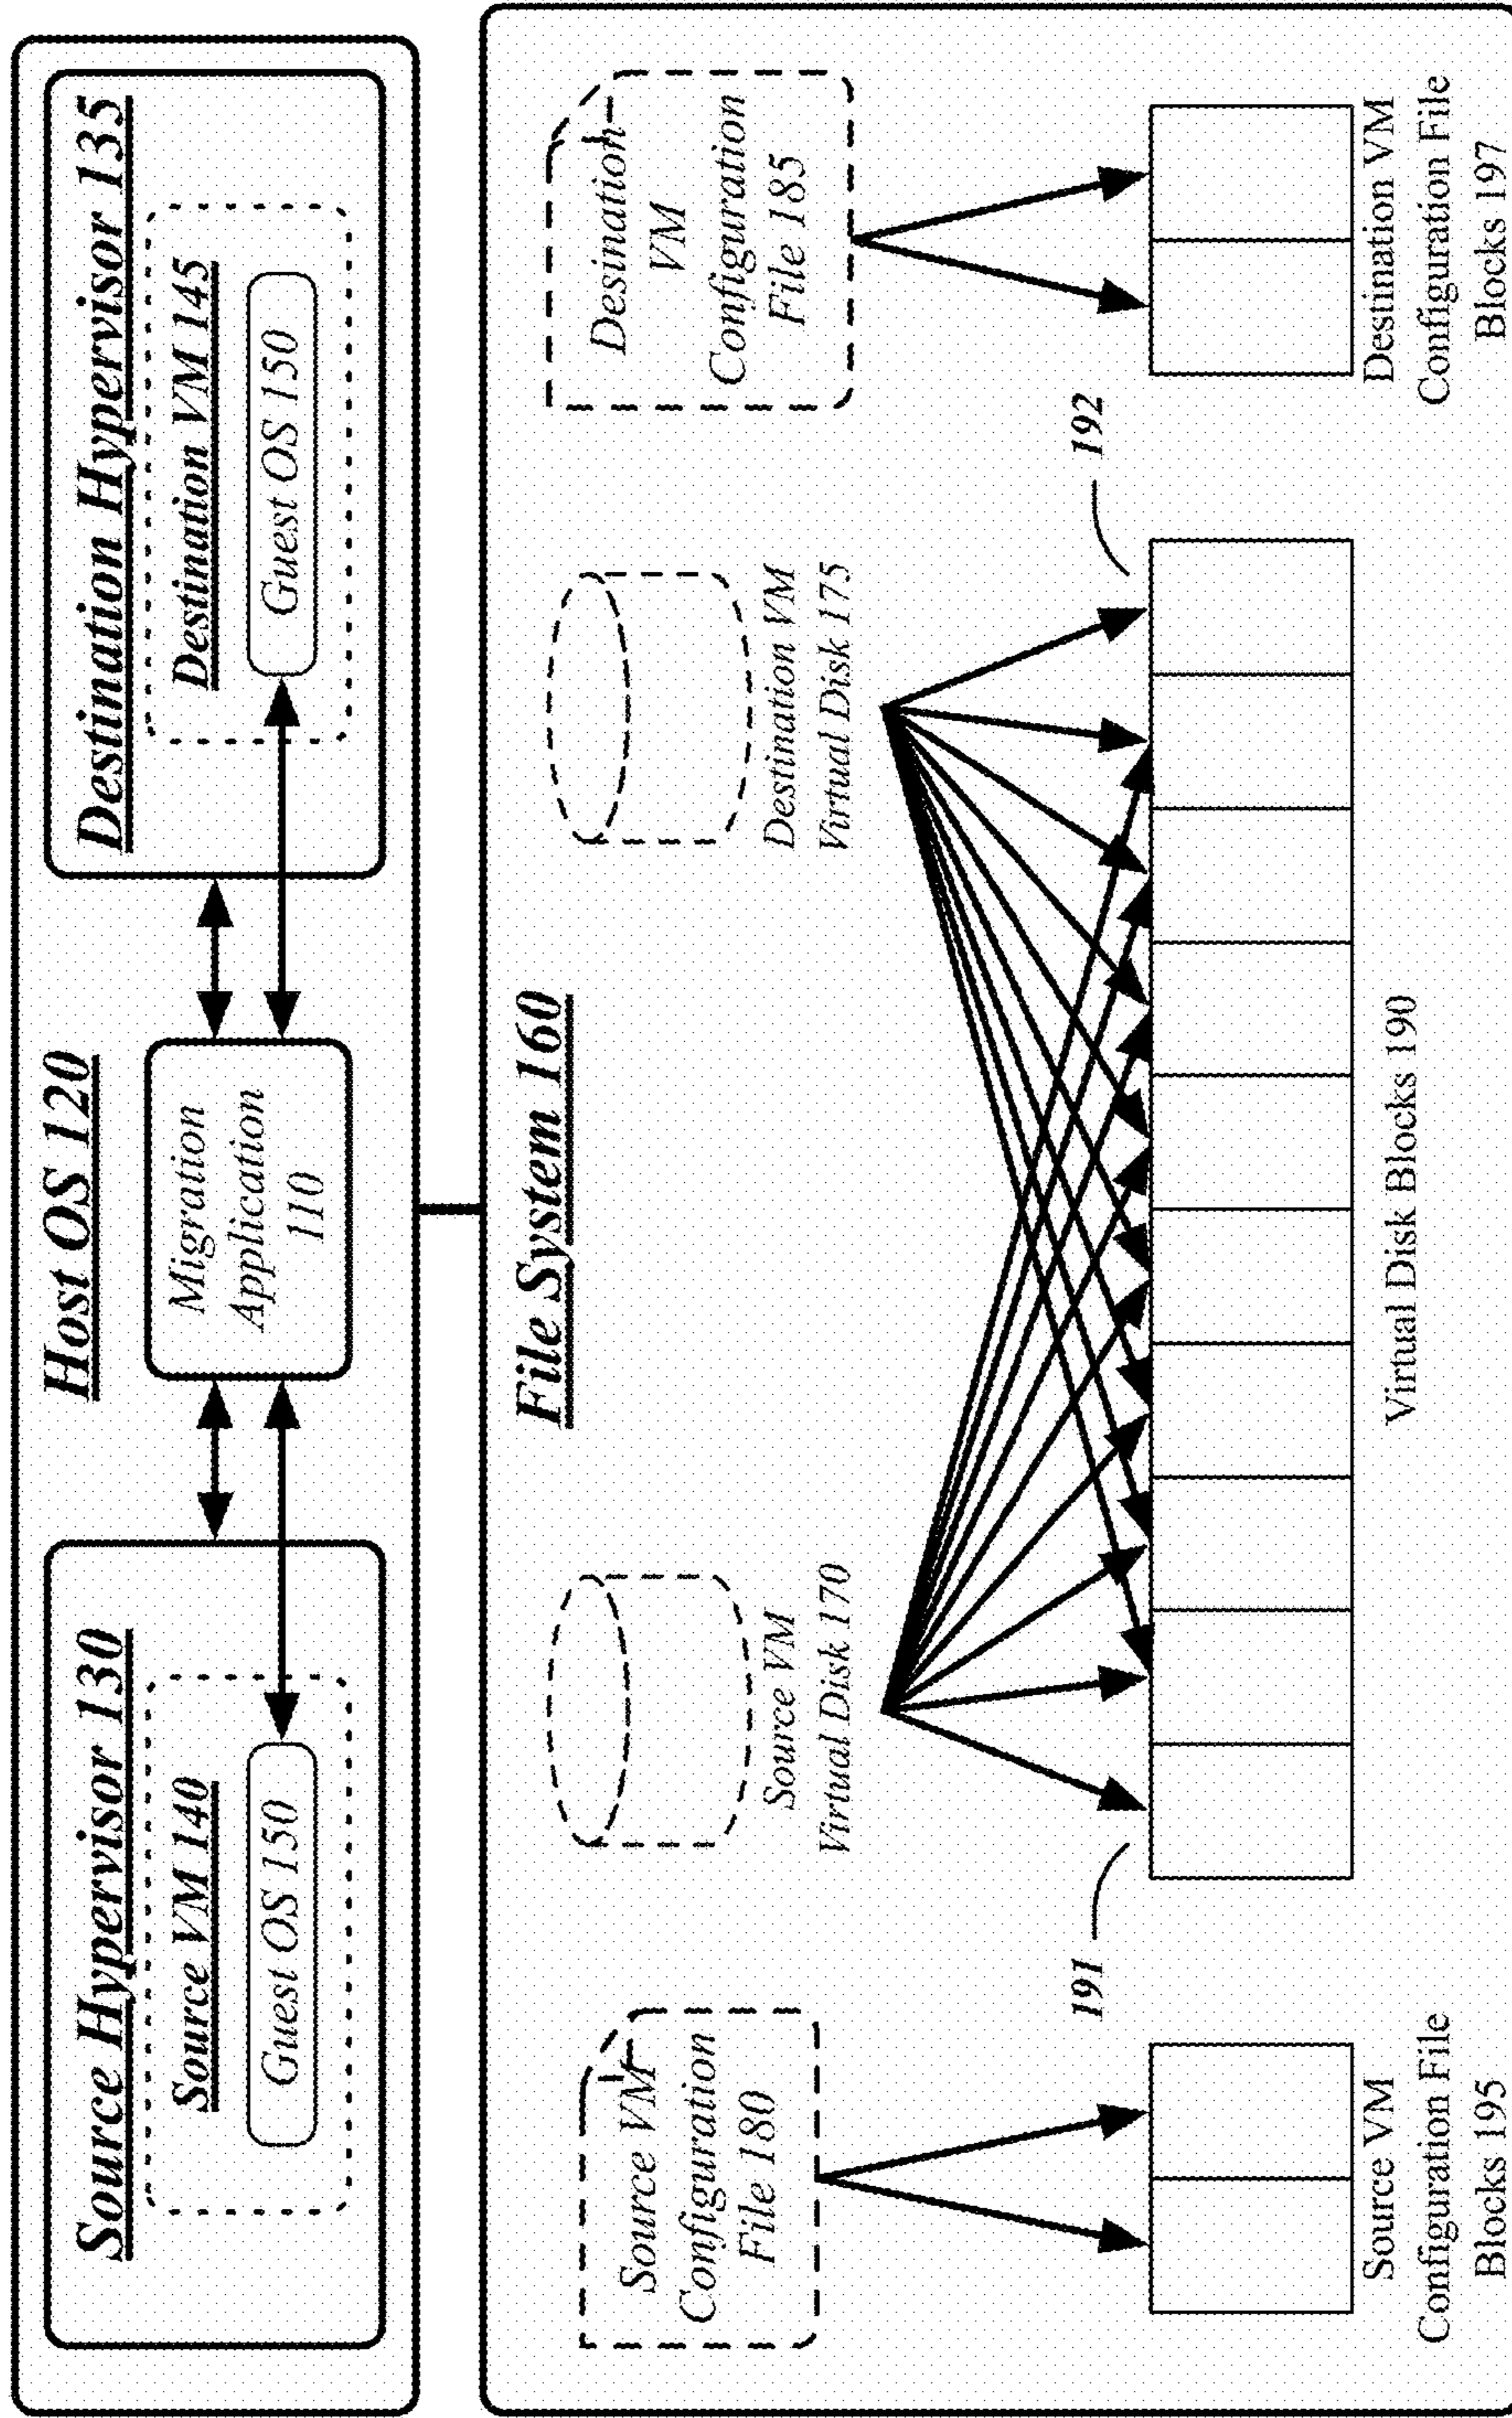 Host OS 120
Source Hypervisor 130
Source VM 140
Guest OS 150
Migration
Application
110
Destination Hypervisor 135
Destination VM 145
Guest OS 150
File System 160
Source VM
Configuration
File 180
Source VM
Virtual Disk 170
Destination VM
Virtual Disk 175
Desination
VM
Configuration
File 185
191
192
Source VM
Configuration File
Blocks 195
Virtual Disk Blocks 190
Destination VM
Configuration File
Blocks 197